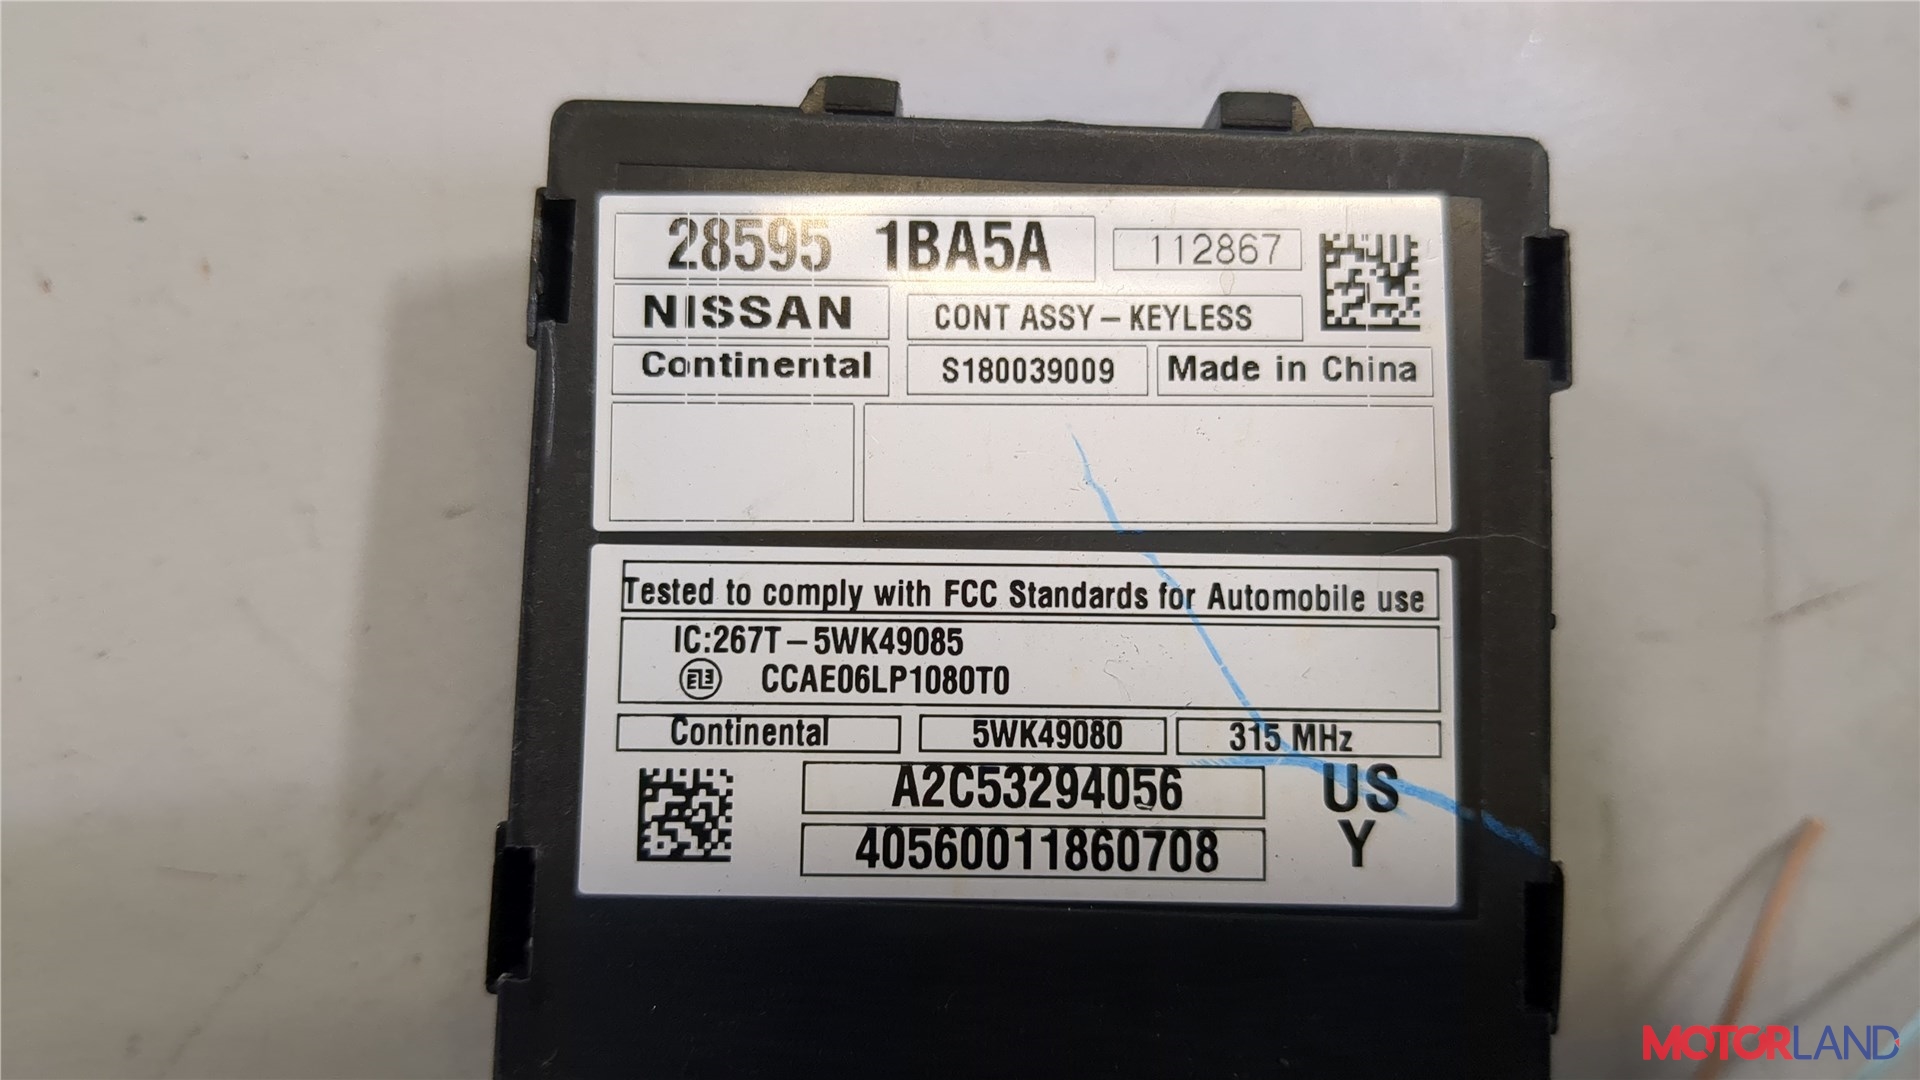 28595 1BA5A 112867
NISSAN CONT ASSY – KEYLESS
Continental S180039009 Made in China
Tested to comply with FCC Standards for Automobile use
IC:267T – 5WK49085
CCAE06LP1080T0
Continental 5WK49080 315 MHz
A2C53294056 US
40560011860708 Y
MOTORLAND